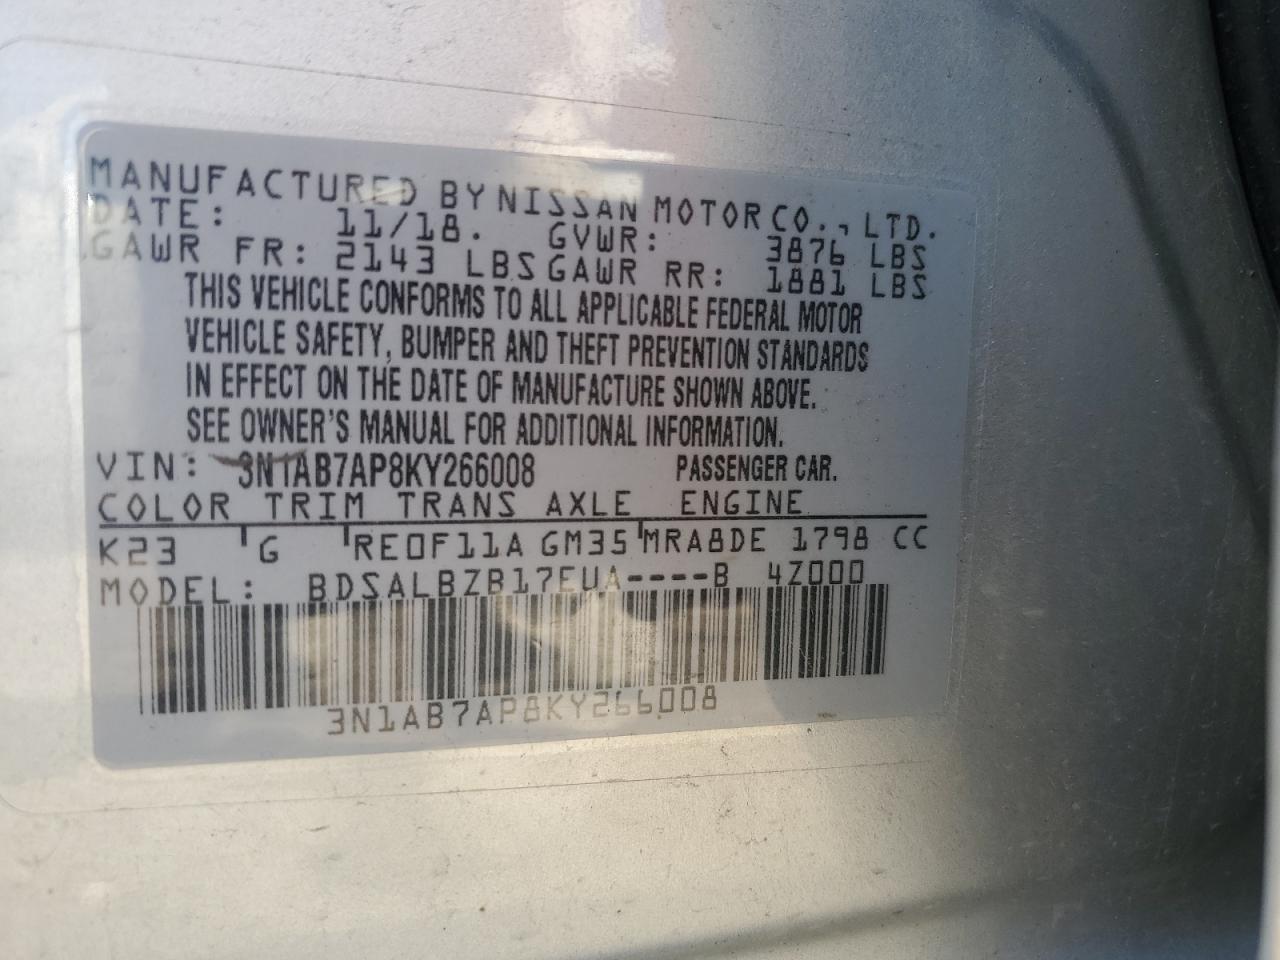 MANUFACTURED BY NISSAN MOTOR CO., LTD.
DATE: 11/18. GVWR: 3876 LBS
GAWR FR: 2143 LBS GAWR RR: 1881 LBS
THIS VEHICLE CONFORMS TO ALL APPLICABLE FEDERAL MOTOR
VEHICLE SAFETY, BUMPER AND THEFT PREVENTION STANDARDS
IN EFFECT ON THE DATE OF MANUFACTURE SHOWN ABOVE.
SEE OWNER'S MANUAL FOR ADDITIONAL INFORMATION.
VIN: 3N1AB7AP8KY266008 PASSENGER CAR.
COLOR TRIM TRANS AXLE ENGINE
K23 G RE0F11A GM35 MRA8DE 1798 CC
MODEL: BDSALBZB17EUA----B 4Z000
3N1AB7AP8KY266008